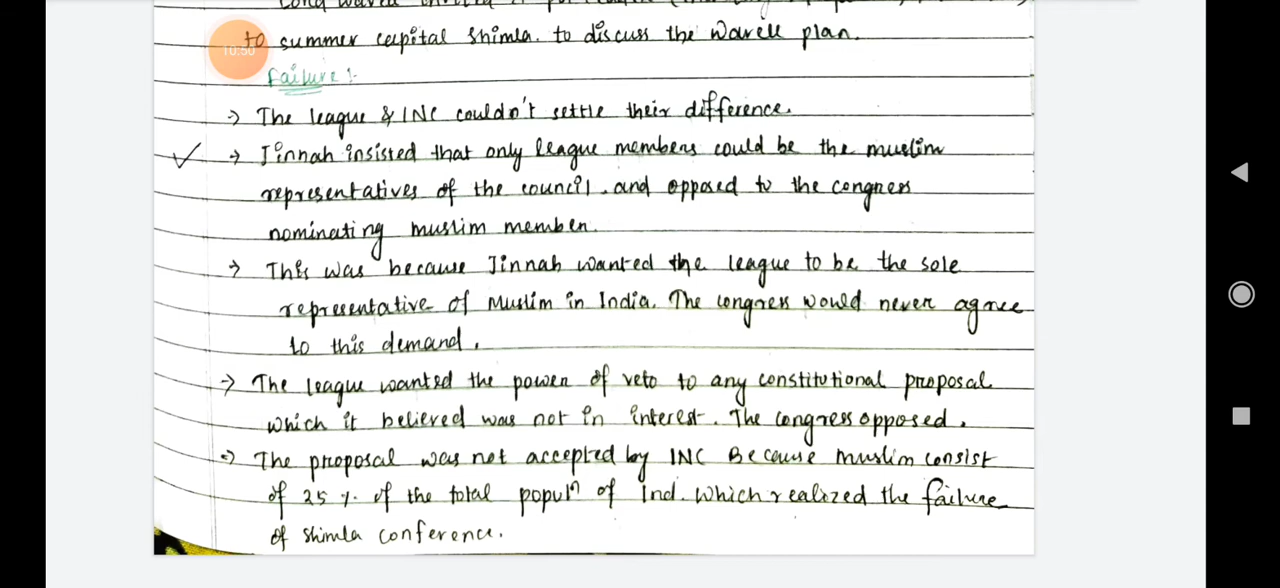 to summer capital Shimla. to discuss the Wavell plan.
10:50
Failure :-
→ The league & INC couldn't settle their difference.
→ Jinnah insisted that only league members could be the muslim
representatives of the council. and opposed to the congress
nominating muslim member.
→ This was because Jinnah wanted the league to be the sole
representative of Muslim in India. The congress would never agree
to this demand.
→ The league wanted the power of veto to any constitutional proposal
which it believed was not in interest. The congress opposed.
→ The proposal was not accepted by INC Because muslim consist
of 25 % of the total populn of Ind. which realized the failure
of Shimla conference.